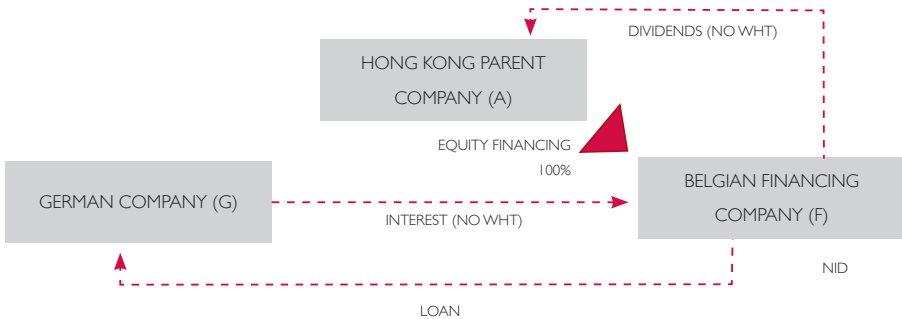 DIVIDENDS (NO WHT)
HONG KONG PARENT
COMPANY (A)
EQUITY FINANCING
100%
GERMAN COMPANY (G)
INTEREST (NO WHT)
BELGIAN FINANCING
COMPANY (F)
NID
LOAN